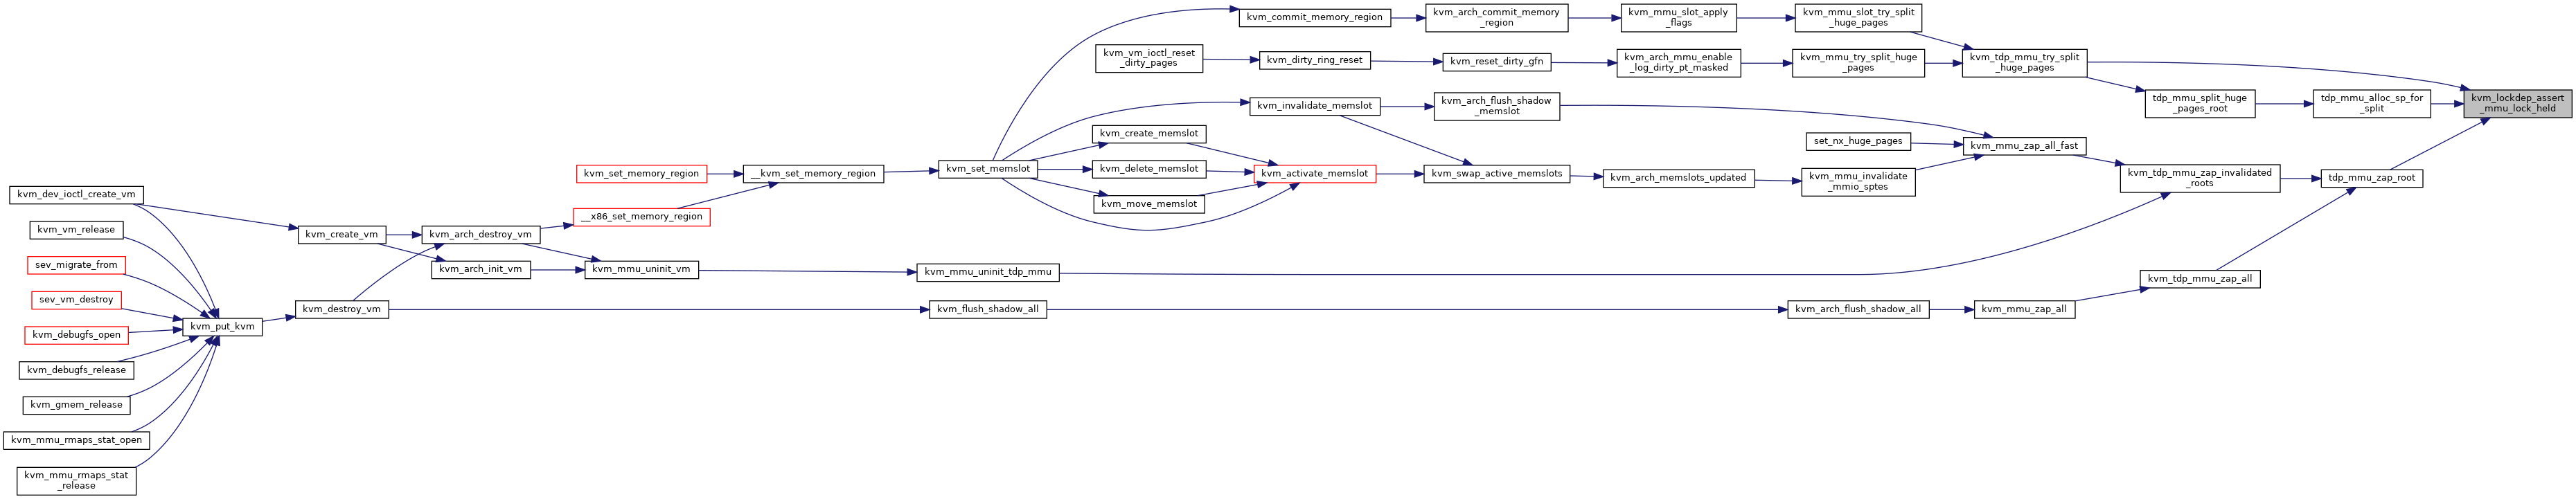 kvm_commit_memory_region
kvm_arch_commit_memory
_region
kvm_mmu_slot_apply
_flags
kvm_mmu_slot_try_split
_huge_pages
kvm_vm_ioctl_reset
_dirty_pages
kvm_dirty_ring_reset
kvm_reset_dirty_gfn
kvm_arch_mmu_enable
_log_dirty_pt_masked
kvm_mmu_try_split_huge
_pages
kvm_tdp_mmu_try_split
_huge_pages
kvm_invalidate_memslot
kvm_arch_flush_shadow
_memslot
tdp_mmu_split_huge
_pages_root
tdp_mmu_alloc_sp_for
_split
kvm_lockdep_assert
_mmu_lock_held
kvm_create_memslot
set_nx_huge_pages
kvm_mmu_zap_all_fast
kvm_set_memory_region
__kvm_set_memory_region
kvm_set_memslot
kvm_delete_memslot
kvm_activate_memslot
kvm_swap_active_memslots
kvm_arch_memslots_updated
kvm_mmu_invalidate
_mmio_sptes
kvm_tdp_mmu_zap_invalidated
_roots
tdp_mmu_zap_root
kvm_dev_ioctl_create_vm
kvm_move_memslot
__x86_set_memory_region
kvm_vm_release
kvm_create_vm
kvm_arch_destroy_vm
sev_migrate_from
kvm_arch_init_vm
kvm_mmu_uninit_vm
kvm_mmu_uninit_tdp_mmu
kvm_tdp_mmu_zap_all
sev_vm_destroy
kvm_destroy_vm
kvm_flush_shadow_all
kvm_arch_flush_shadow_all
kvm_mmu_zap_all
kvm_put_kvm
kvm_debugfs_open
kvm_debugfs_release
kvm_gmem_release
kvm_mmu_rmaps_stat_open
kvm_mmu_rmaps_stat
_release